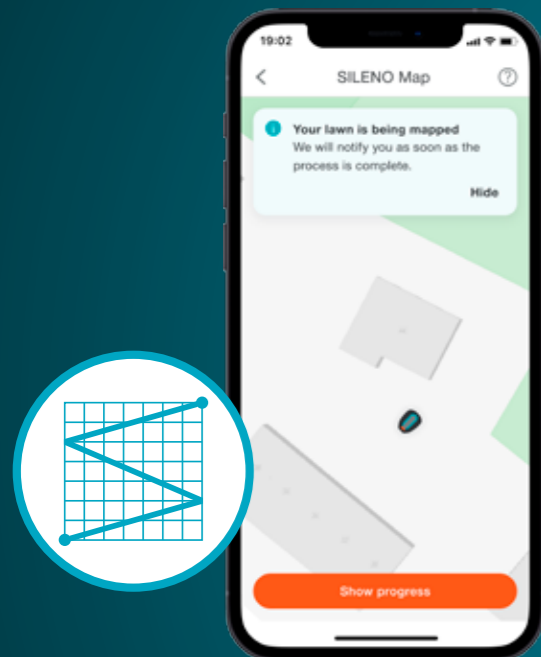 19:02
SILENO Map
Your lawn is being mapped
We will notify you as soon as the
process is complete.
Hide
Show progress